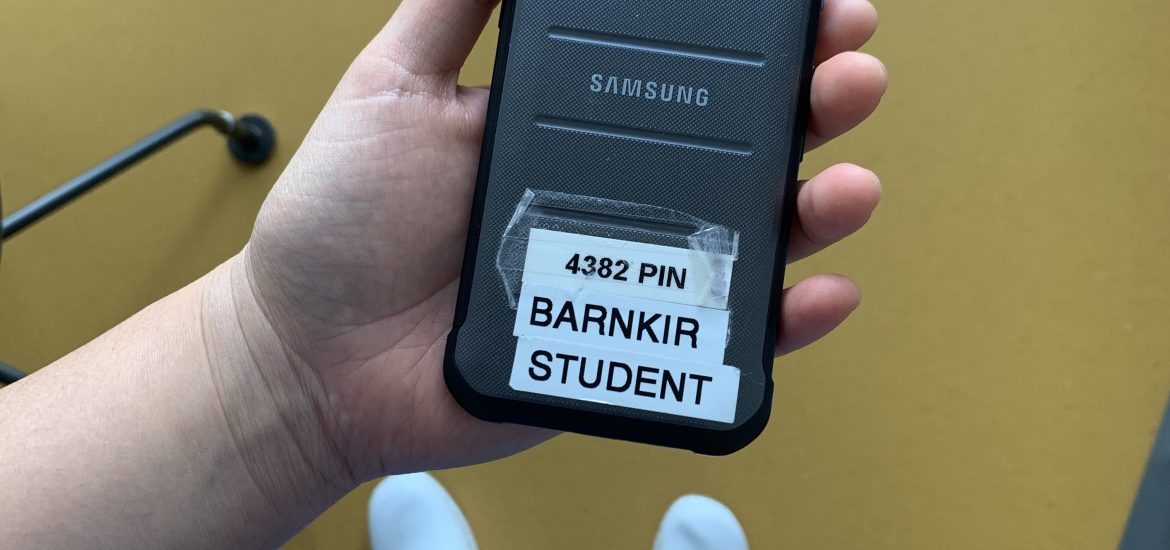 SAMSUNG
4382 PIN
BARNKIR
STUDENT